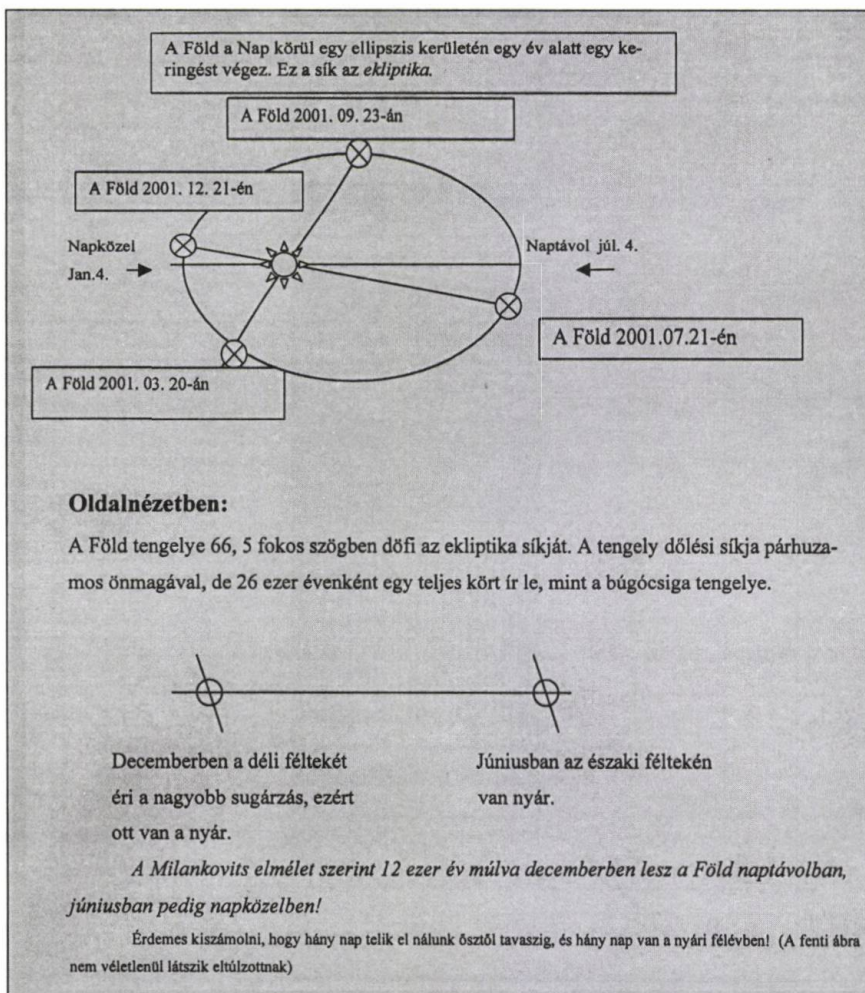 A Föld a Nap körül egy ellipszis kerületén egy év alatt egy ke-
ringést végez. Ez a sík az ekliptika.
A Föld 2001. 09. 23-án
A Föld 2001. 12. 21-én
Napközel
Jan.4.
Naptávol júl. 4.
A Föld 2001.07.21-én
A Föld 2001. 03. 20-án
Oldalnézetben:
A Föld tengelye 66, 5 fokos szögben döfi az ekliptika síkját. A tengely dőlési síkja párhuza-
mos önmagával, de 26 ezer évenként egy teljes kört ír le, mint a búgócsiga tengelye.
Decemberben a déli féltekét
éri a nagyobb sugárzás, ezért
ott van a nyár.
Júniusban az északi féltekén
van nyár.
A Milankovits elmélet szerint 12 ezer év múlva decemberben lesz a Föld naptávolban,
júniusban pedig napközelben!
Érdemes kiszámolni, hogy hány nap telik el nálunk ősztől tavaszig, és hány nap van a nyári félévben! (A fenti ábra
nem véletlenül látszik eltúlzottnak)